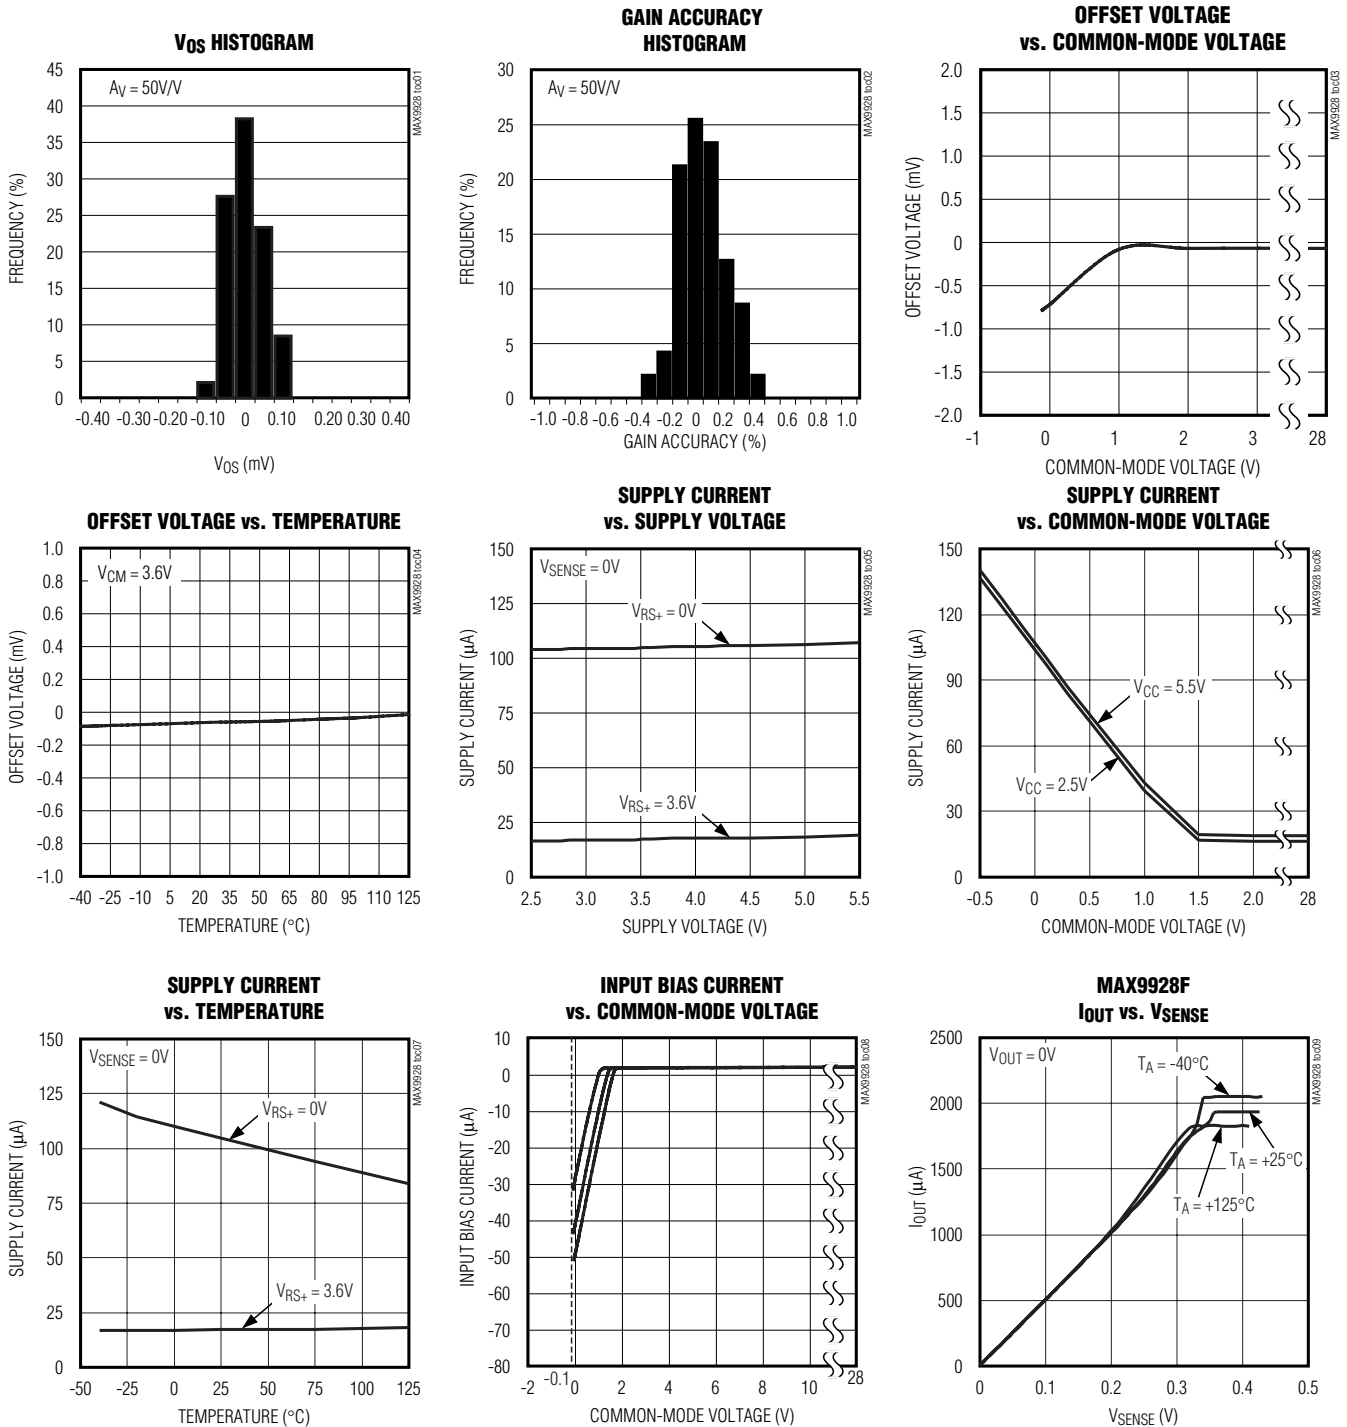 VOS HISTOGRAM
45
40
35
30
25
20
15
10
5
0
FREQUENCY (%)
AV = 50V/V
MAX9928 toc01
-0.40 -0.30 -0.20 -0.10 0 0.10 0.20 0.30 0.40
VOS (mV)
GAIN ACCURACY
HISTOGRAM
30
25
20
15
10
5
0
FREQUENCY (%)
AV = 50V/V
MAX9928 toc02
-1.0 -0.8 -0.6 -0.4 -0.2 0 0.2 0.4 0.6 0.8 1.0
GAIN ACCURACY (%)
OFFSET VOLTAGE
vs. COMMON-MODE VOLTAGE
2.0
1.5
1.0
0.5
0
-0.5
-1.0
-1.5
-2.0
OFFSET VOLTAGE (mV)
MAX9928 toc03
-1 0 1 2 3 28
COMMON-MODE VOLTAGE (V)
OFFSET VOLTAGE vs. TEMPERATURE
1.0
0.8
0.6
0.4
0.2
0
-0.2
-0.4
-0.6
-0.8
-1.0
OFFSET VOLTAGE (mV)
VCM = 3.6V
MAX9928 toc04
-40 -25 -10 5 20 35 50 65 80 95 110 125
TEMPERATURE (°C)
SUPPLY CURRENT
vs. SUPPLY VOLTAGE
150
125
100
75
50
25
0
SUPPLY CURRENT (µA)
VSENSE = 0V
VRS+ = 0V
VRS+ = 3.6V
MAX9928 toc05
2.5 3.0 3.5 4.0 4.5 5.0 5.5
SUPPLY VOLTAGE (V)
SUPPLY CURRENT
vs. COMMON-MODE VOLTAGE
150
120
90
60
30
0
SUPPLY CURRENT (µA)
VCC = 5.5V
VCC = 2.5V
MAX9928 toc06
-0.5 0 0.5 1.0 1.5 2.0 28
COMMON-MODE VOLTAGE (V)
SUPPLY CURRENT
vs. TEMPERATURE
150
125
100
75
50
25
0
SUPPLY CURRENT (µA)
VSENSE = 0V
VRS+ = 0V
VRS+ = 3.6V
MAX9928 toc07
-50 -25 0 25 50 75 100 125
TEMPERATURE (°C)
INPUT BIAS CURRENT
vs. COMMON-MODE VOLTAGE
10
0
-10
-20
-30
-40
-50
-60
-70
-80
INPUT BIAS CURRENT (µA)
MAX9928 toc08
-2 -0.1 0 2 4 6 8 10 28
COMMON-MODE VOLTAGE (V)
MAX9928F
IOUT vs. VSENSE
2500
2000
1500
1000
500
0
IOUT (µA)
VOUT = 0V
TA = -40°C
TA = +25°C
TA = +125°C
MAX9928 toc09
0 0.1 0.2 0.3 0.4 0.5
VSENSE (V)